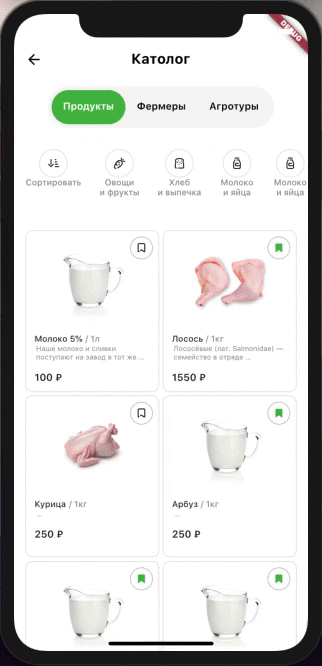 DEBUG
Католог
Продукты Фермеры Агротуры
Сортировать Овощи и фрукты Хлеб и выпечка Молоко и яйца Молоко и яйца
Молоко 5% / 1л
Наше молоко и сливки
поступают на завод в тот же ...
100 ₽
Лосось / 1кг
Лососёвые (лат. Salmonidae) —
семейство в отряде ...
1550 ₽
Курица / 1кг
...
250 ₽
Арбуз / 1кг
...
250 ₽